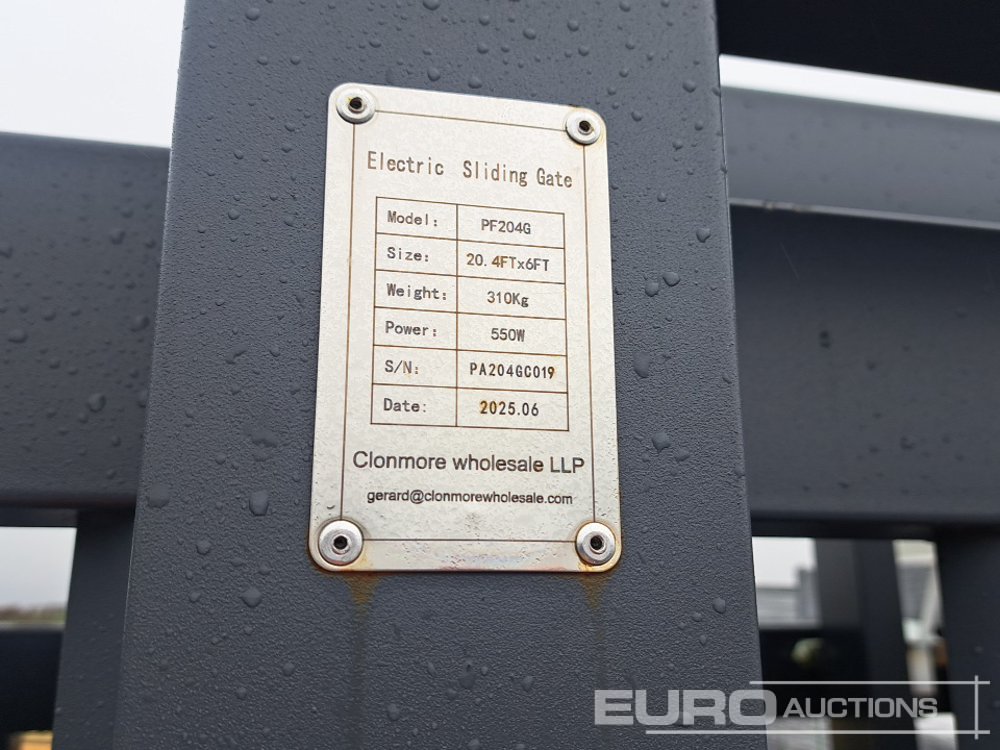 Electric Sliding Gate
Model: PF204G
Size: 20.4FTx6FT
Weight: 310Kg
Power: 550W
S/N: PA204GC019
Date: 2025.06
Clonmore wholesale LLP
gerard@clonmorewholesale.com
EURO AUCTIONS